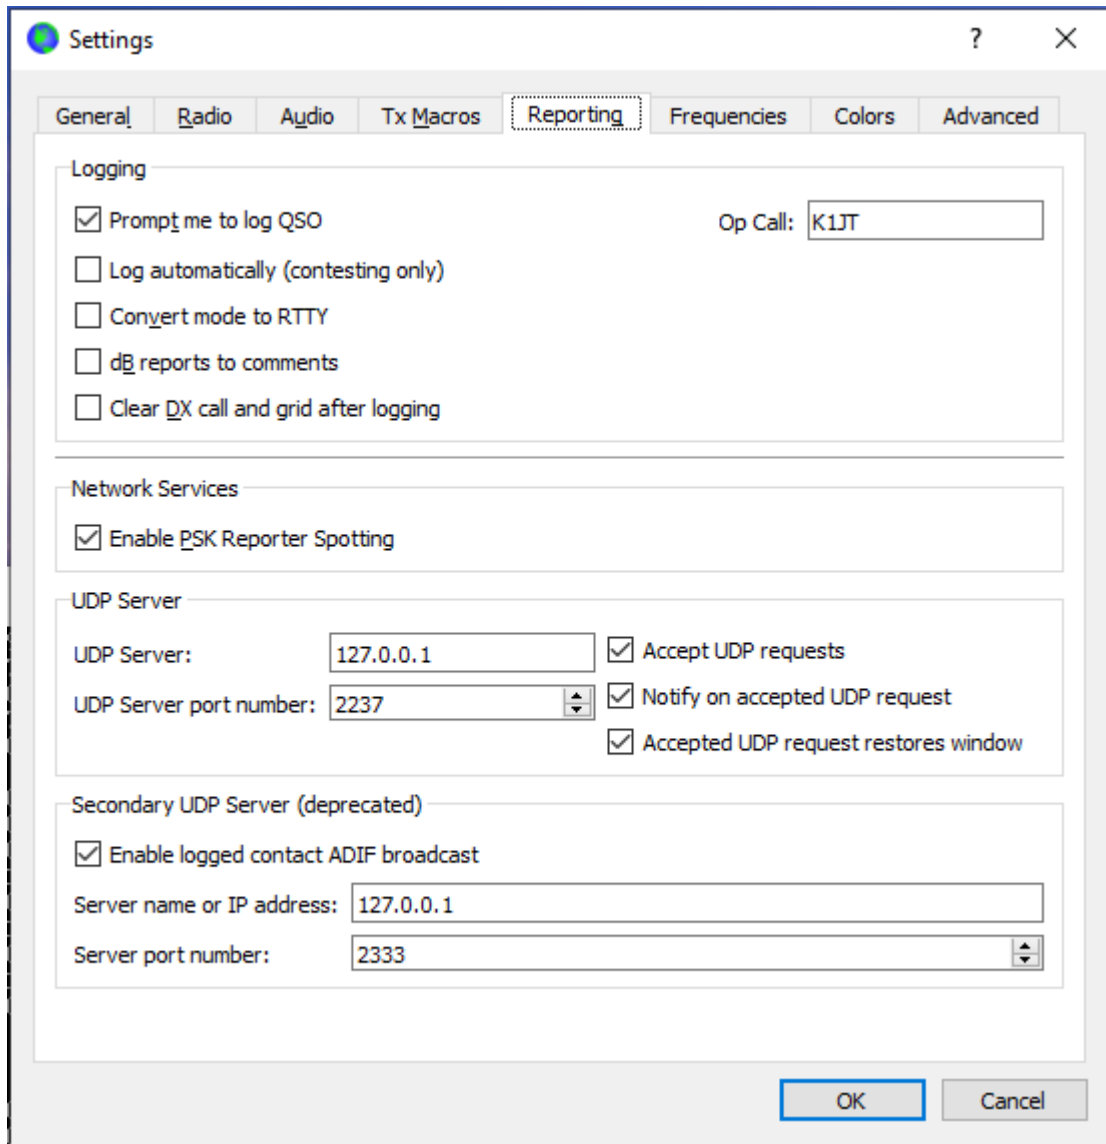 Settings
?
General Radio Audio Tx Macros Reporting Frequencies Colors Advanced
Logging
Prompt me to log QSO Op Call: K1JT
Log automatically (contesting only)
Convert mode to RTTY
dB reports to comments
Clear DX call and grid after logging
Network Services
Enable PSK Reporter Spotting
UDP Server
UDP Server: 127.0.0.1 Accept UDP requests
UDP Server port number: 2237 Notify on accepted UDP request
Accepted UDP request restores window
Secondary UDP Server (deprecated)
Enable logged contact ADIF broadcast
Server name or IP address: 127.0.0.1
Server port number: 2333
OK Cancel